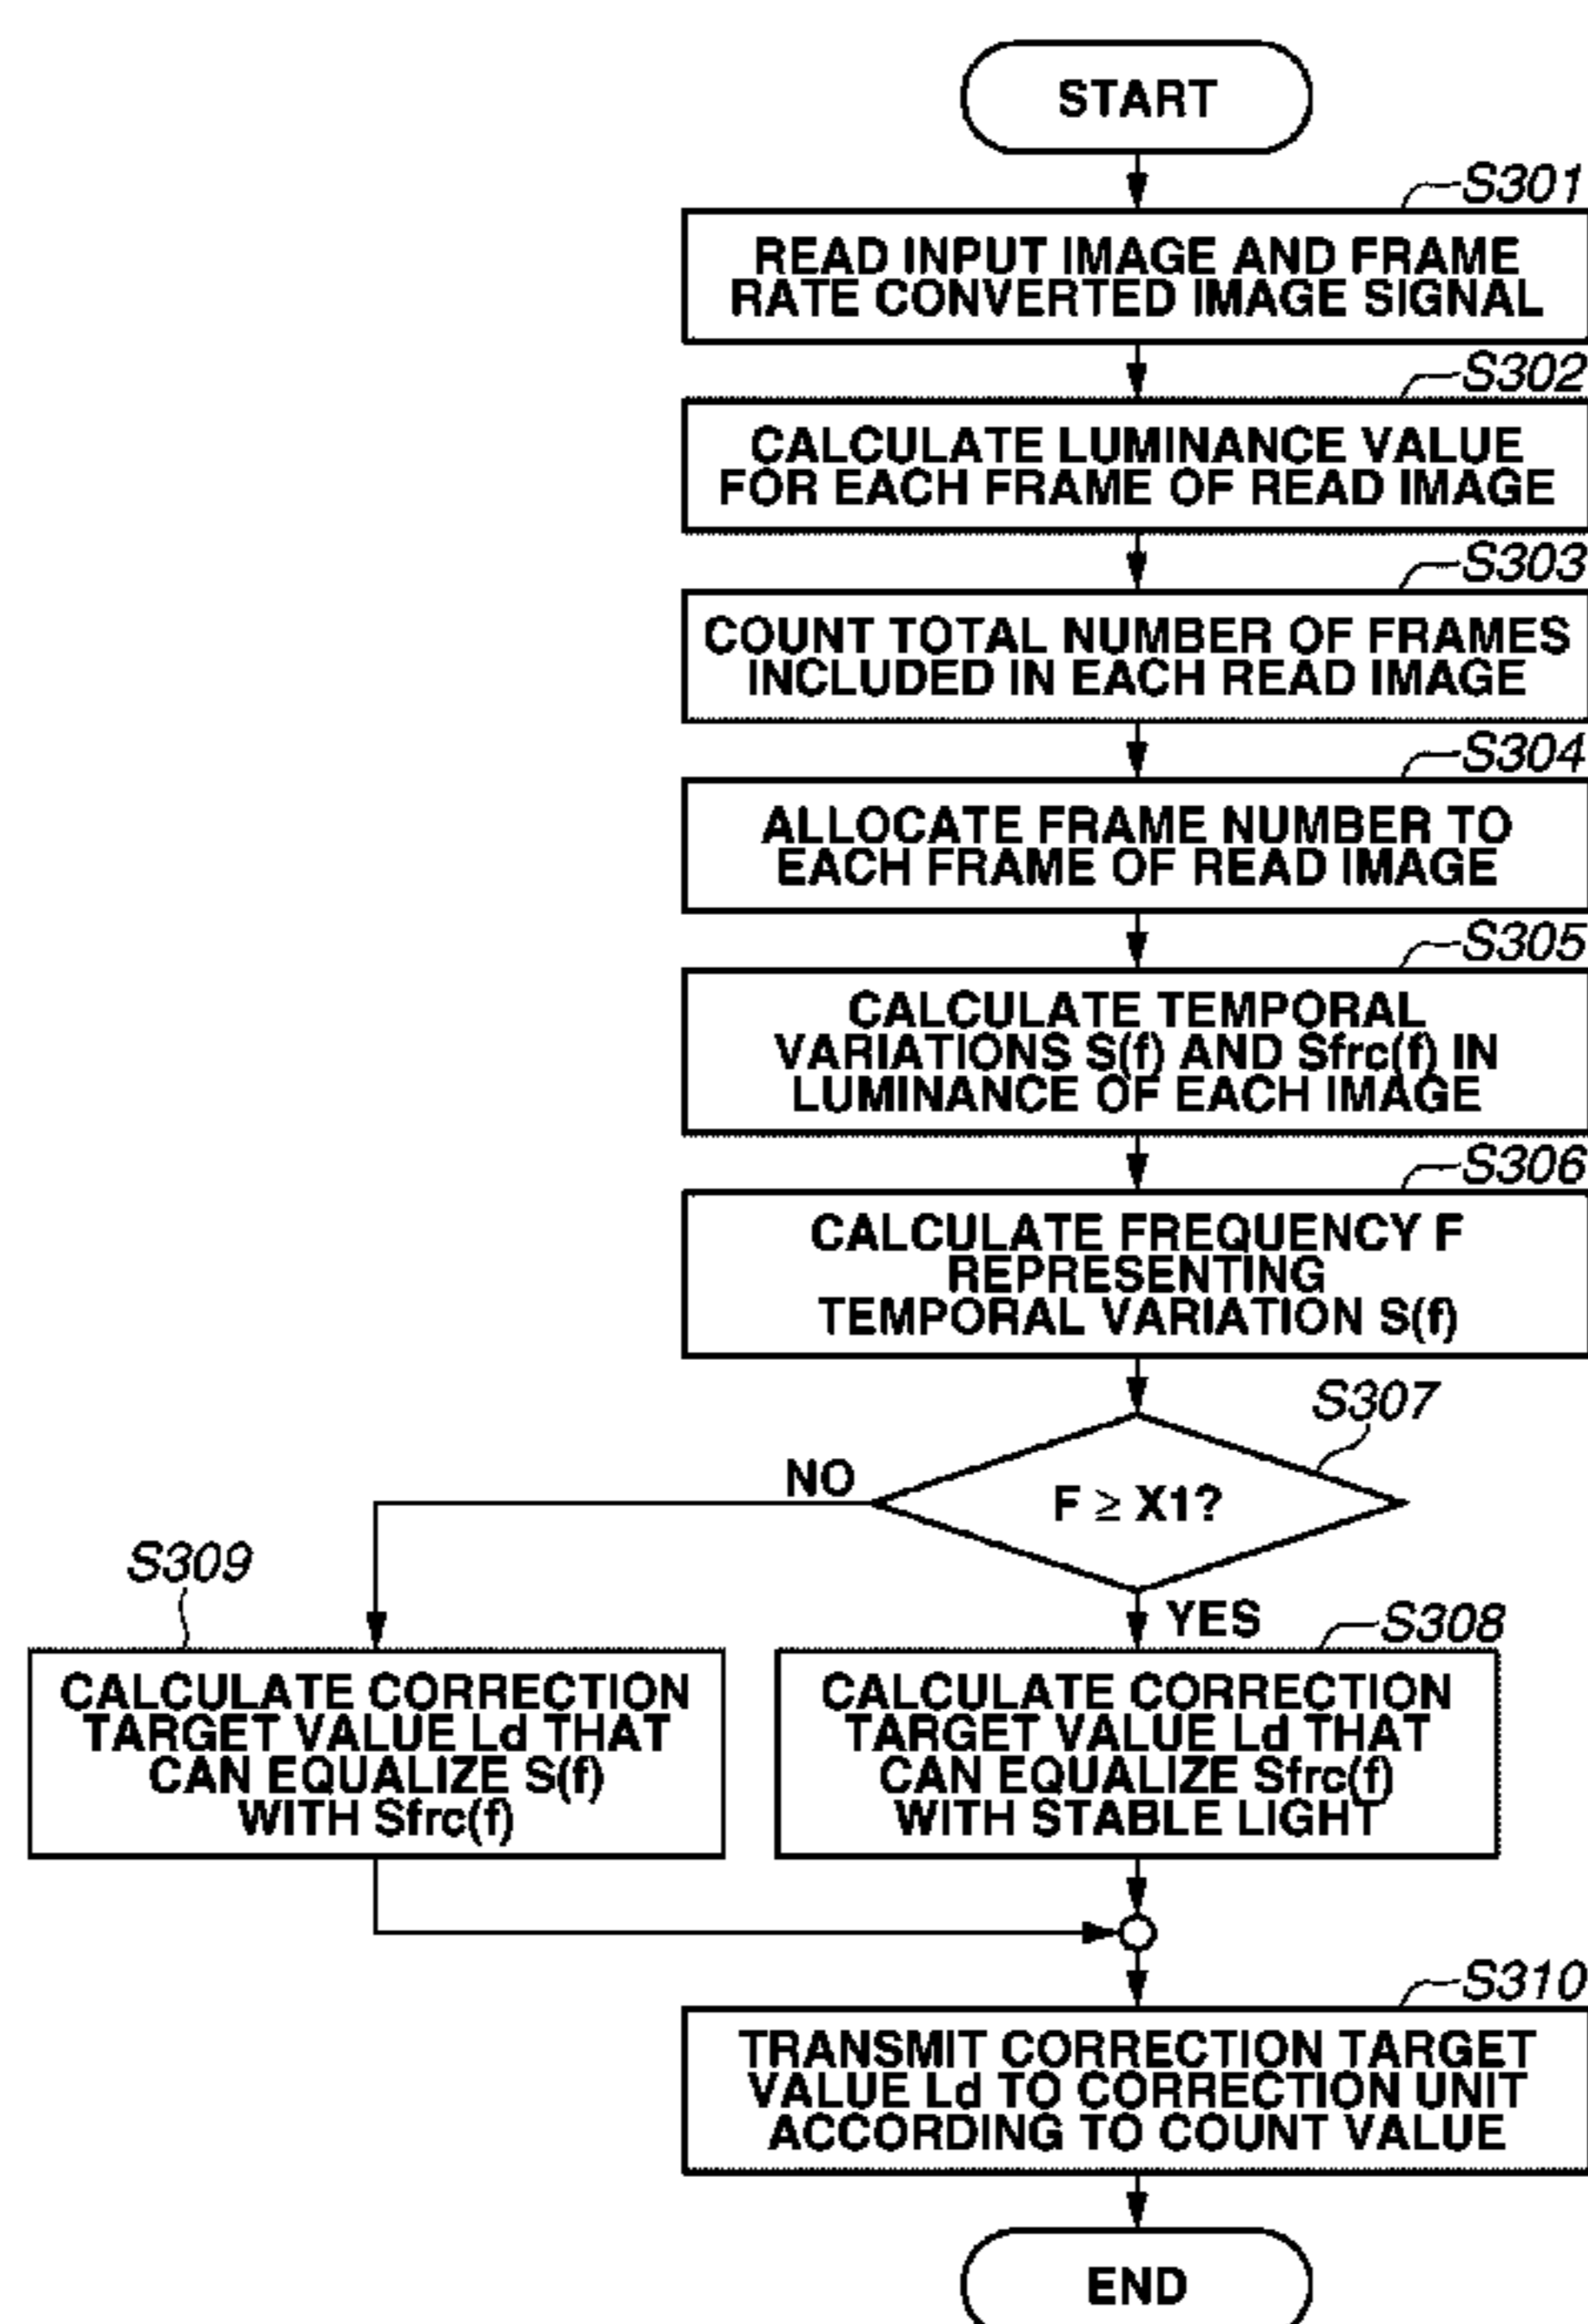 START
S301
READ INPUT IMAGE AND FRAME
RATE CONVERTED IMAGE SIGNAL
S302
CALCULATE LUMINANCE VALUE
FOR EACH FRAME OF READ IMAGE
S303
COUNT TOTAL NUMBER OF FRAMES
INCLUDED IN EACH READ IMAGE
S304
ALLOCATE FRAME NUMBER TO
EACH FRAME OF READ IMAGE
S305
CALCULATE TEMPORAL
VARIATIONS S(f) AND Sfrc(f) IN
LUMINANCE OF EACH IMAGE
S306
CALCULATE FREQUENCY F
REPRESENTING
TEMPORAL VARIATION S(f)
S307
NO
F ≥ X1?
S309
YES
S308
CALCULATE CORRECTION
TARGET VALUE Ld THAT
CAN EQUALIZE S(f)
WITH Sfrc(f)
CALCULATE CORRECTION
TARGET VALUE Ld THAT
CAN EQUALIZE Sfrc(f)
WITH STABLE LIGHT
S310
TRANSMIT CORRECTION TARGET
VALUE Ld TO CORRECTION UNIT
ACCORDING TO COUNT VALUE
END